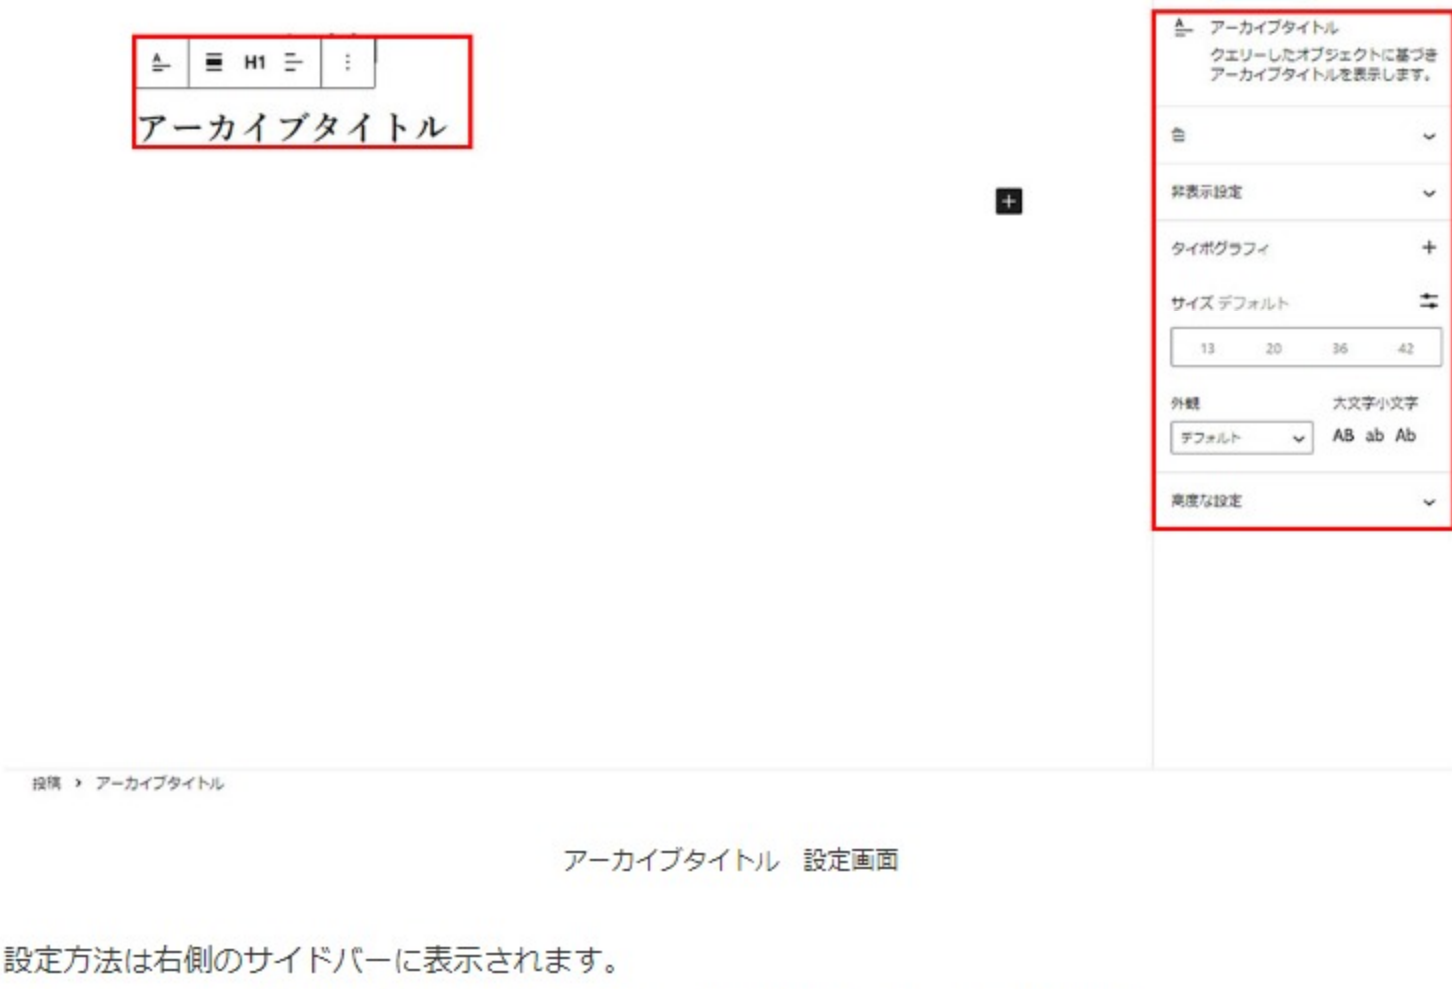 H1
アーカイブタイトル
アーカイブタイトル
クエリーしたオブジェクトに基づき
アーカイブタイトルを表示します。
色
非表示設定
タイポグラフィ
サイズ デフォルト
13 20 36 42
外観 大文字小文字
デフォルト AB ab Ab
高度な設定
投稿 › アーカイブタイトル
アーカイブタイトル　設定画面
設定方法は右側のサイドバーに表示されます。